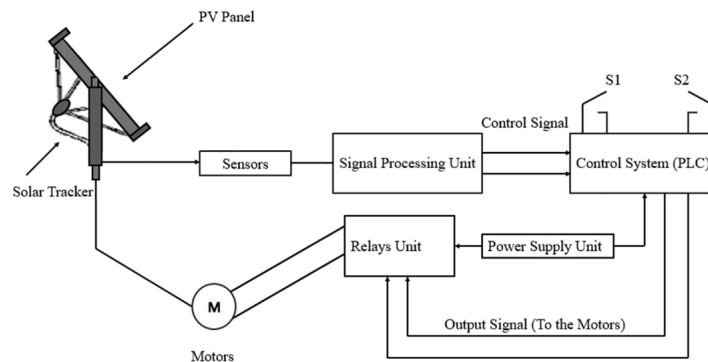 PV Panel
S1
S2
Control Signal
Sensors
Signal Processing Unit
Control System (PLC)
Solar Tracker
Relays Unit
Power Supply Unit
M
Output Signal (To the Motors)
Motors